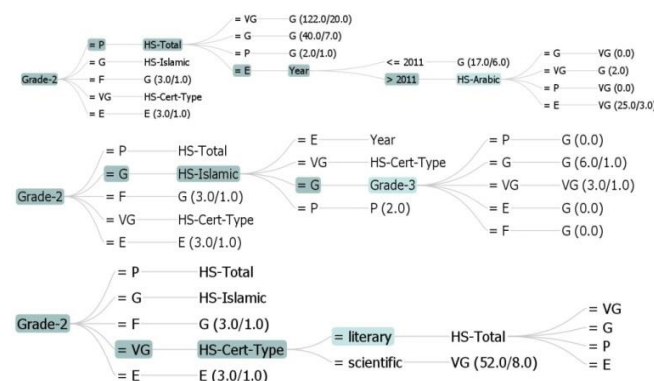 = VG G (122.0/20.0)
= P HS-Total = G G (40.0/7.0)
= G HS-Islamic = P G (2.0/1.0) = G VG (0.0)
Grade-2 = F G (3.0/1.0) = E Year <= 2011 G (17.0/6.0) = VG G (2.0)
= VG HS-Cert-Type > 2011 HS-Arabic = P VG (0.0)
= E E (3.0/1.0) = E VG (25.0/3.0)
= P HS-Total = E Year = P G (0.0)
= G HS-Islamic = VG HS-Cert-Type = G G (6.0/1.0)
Grade-2 = F G (3.0/1.0) = G Grade-3 = VG VG (3.0/1.0)
= VG HS-Cert-Type = P P (2.0) = E G (0.0)
= E E (3.0/1.0) = F G (0.0)
= P HS-Total
= G HS-Islamic = VG
Grade-2 = F G (3.0/1.0) = literary HS-Total = G
= VG HS-Cert-Type = scientific VG (52.0/8.0) = P
= E E (3.0/1.0) = E